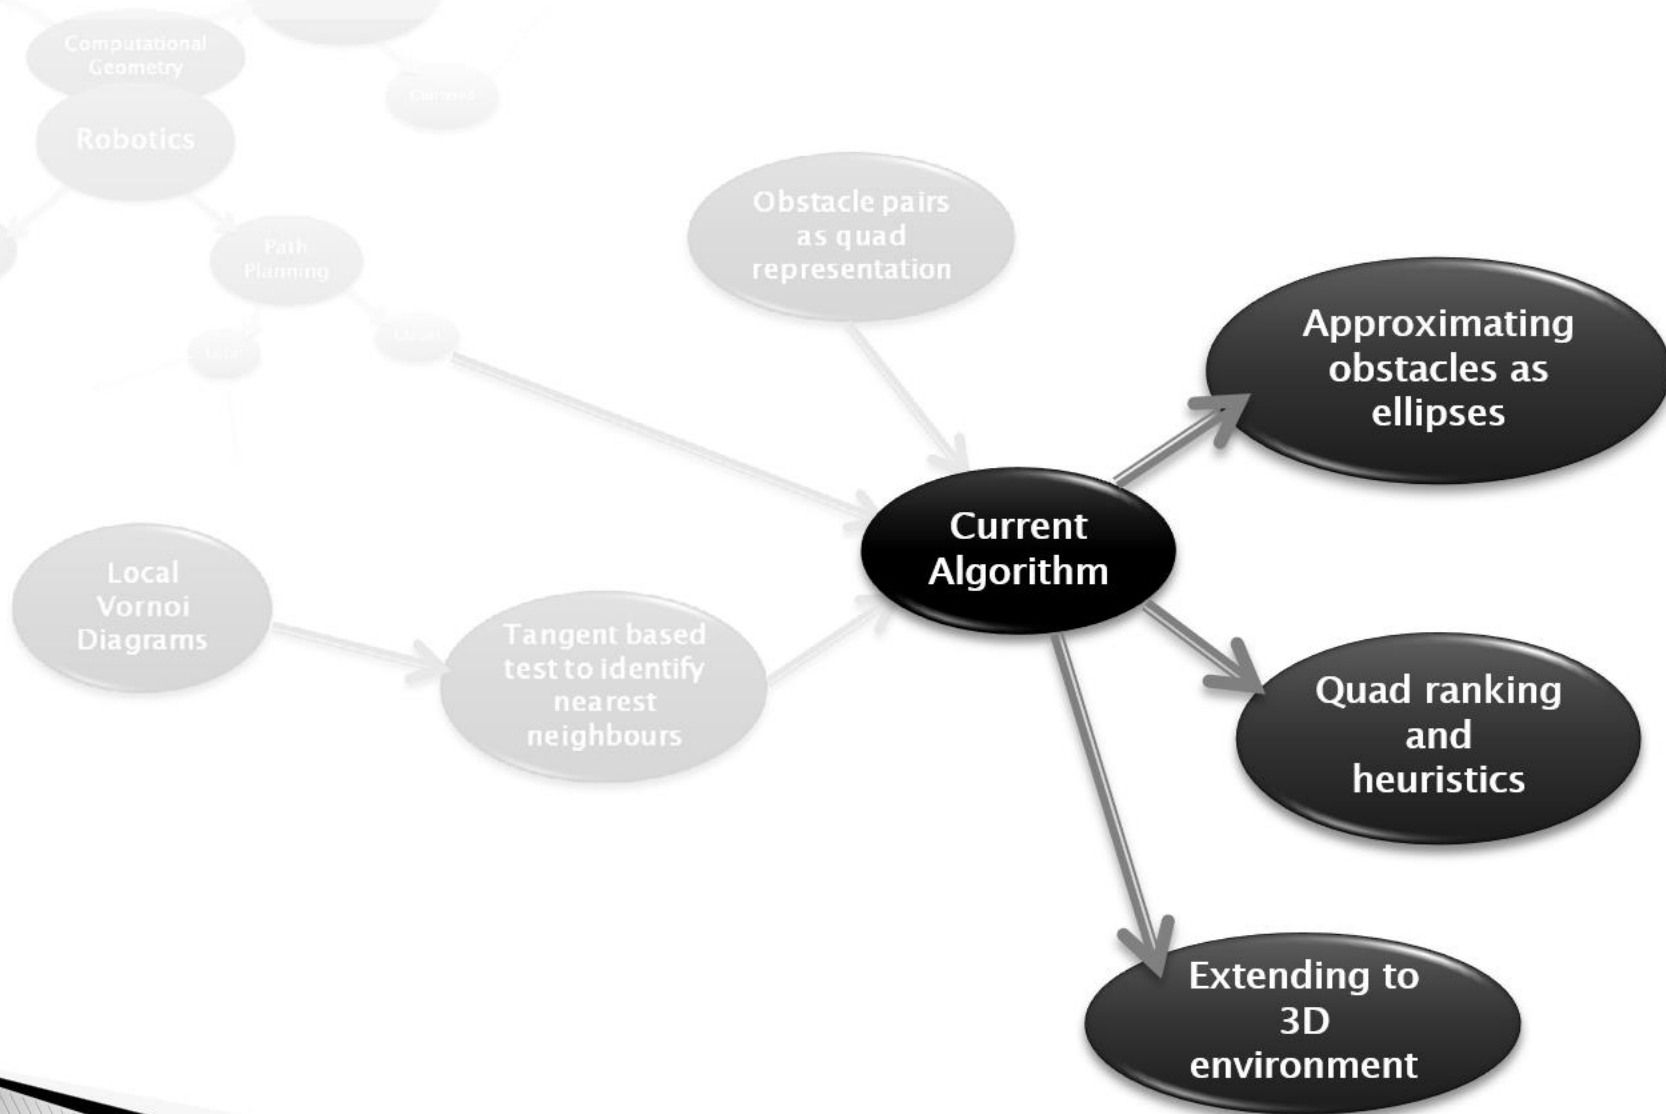 Computational
Geometry
Robotics
Path
Planning
Obstacle pairs
as quad
representation
Approximating
obstacles as
ellipses
Current
Algorithm
Local
Vornoi
Diagrams
Tangent based
test to identify
nearest
neighbours
Quad ranking
and
heuristics
Extending to
3D
environment